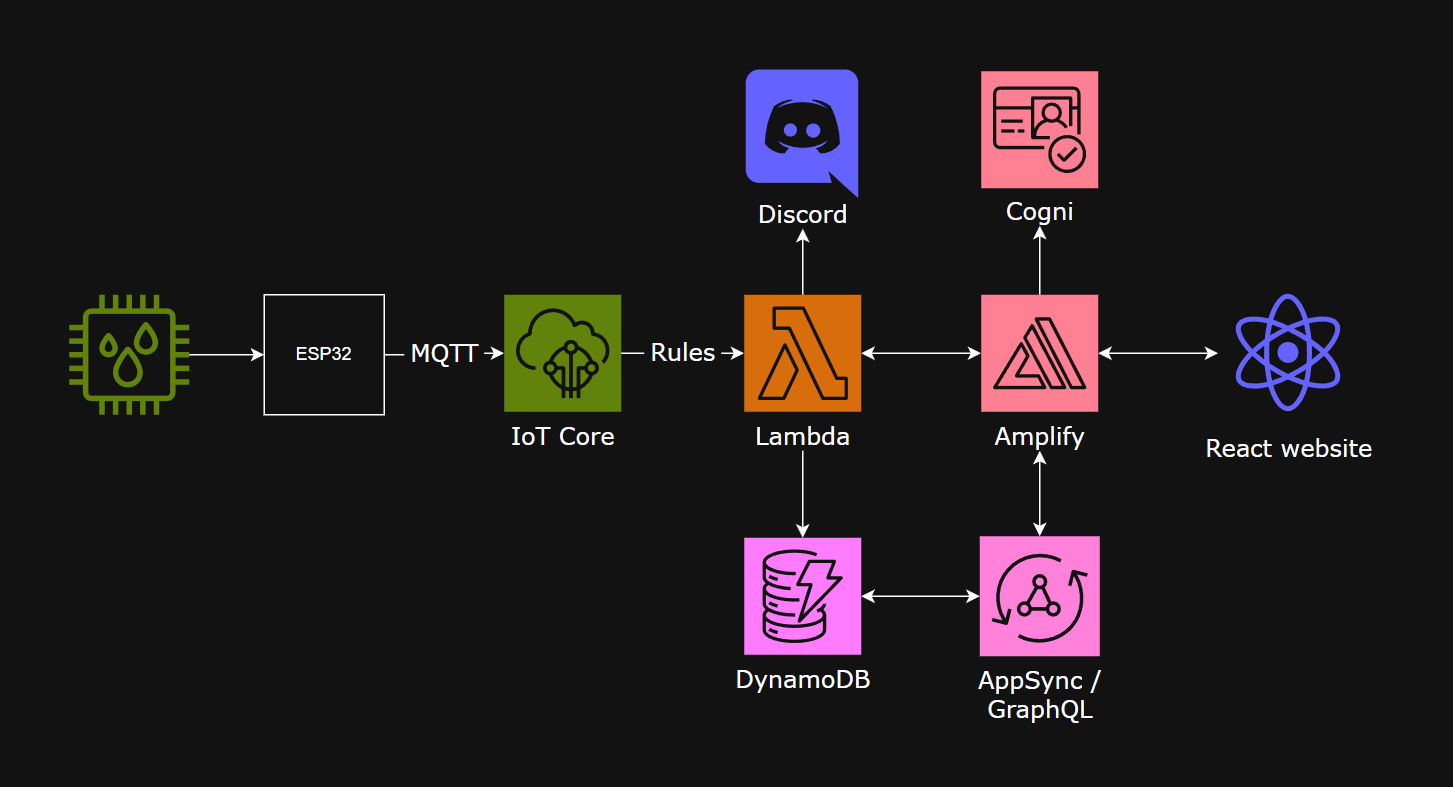 Discord
Cogni
ESP32
MQTT
Rules
IoT Core
Lambda
Amplify
React website
DynamoDB
AppSync /
GraphQL